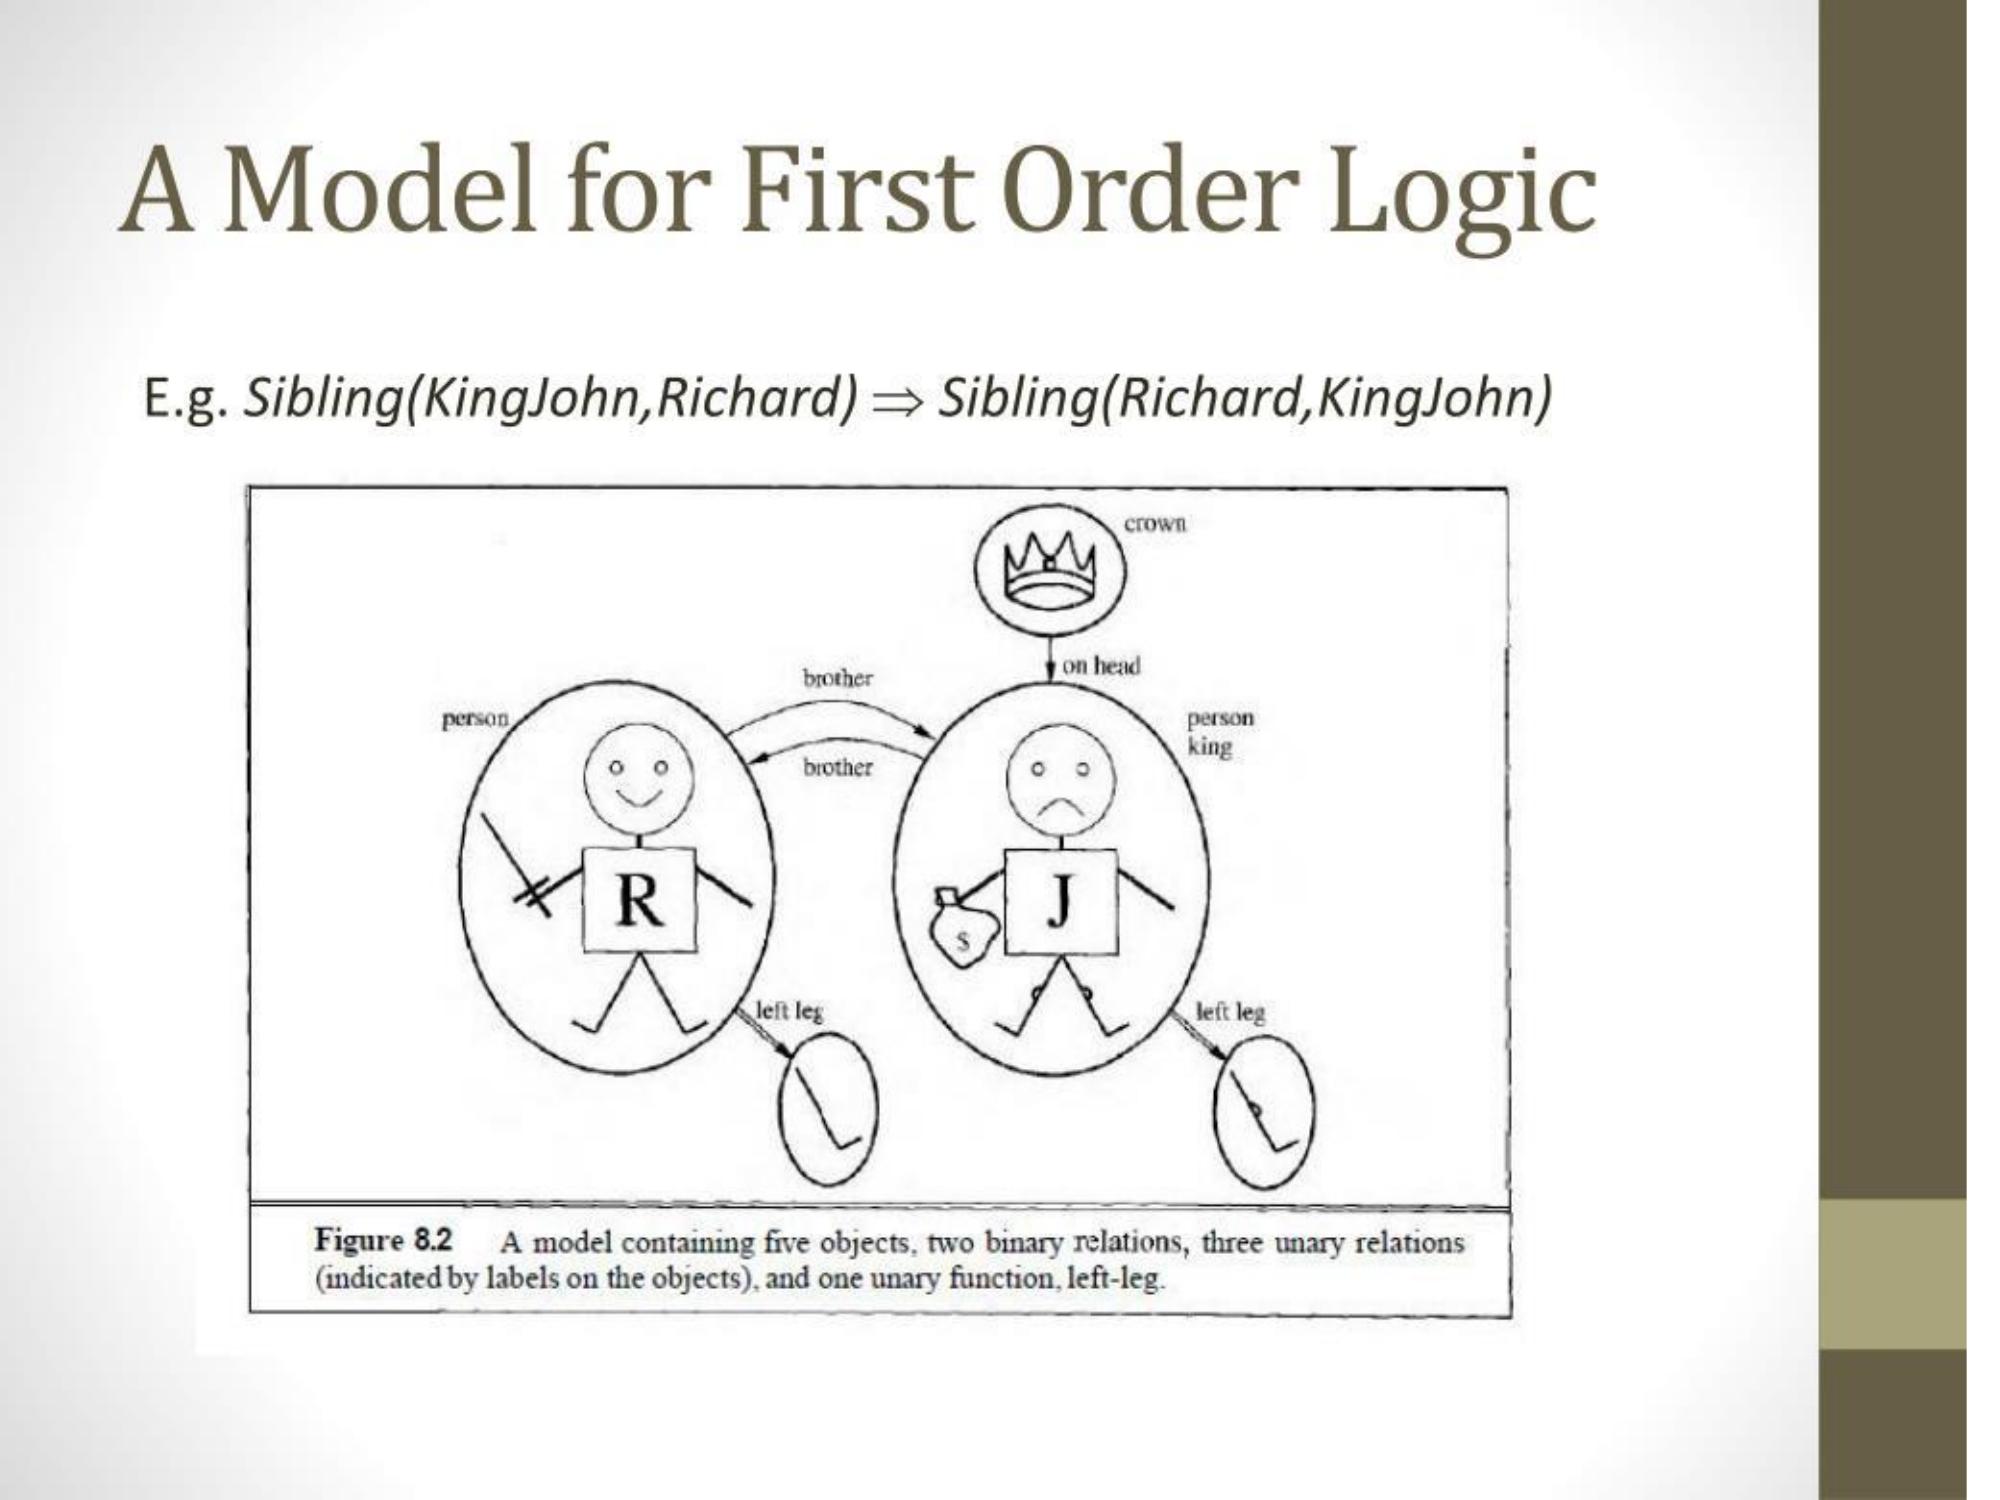 A Model for First Order Logic
E.g. Sibling(KingJohn,Richard) ⇒ Sibling(Richard,KingJohn)
crown
on head
brother
person
person
king
brother
R
J
$
left leg
left leg
Figure 8.2 A model containing five objects, two binary relations, three unary relations
(indicated by labels on the objects), and one unary function, left-leg.